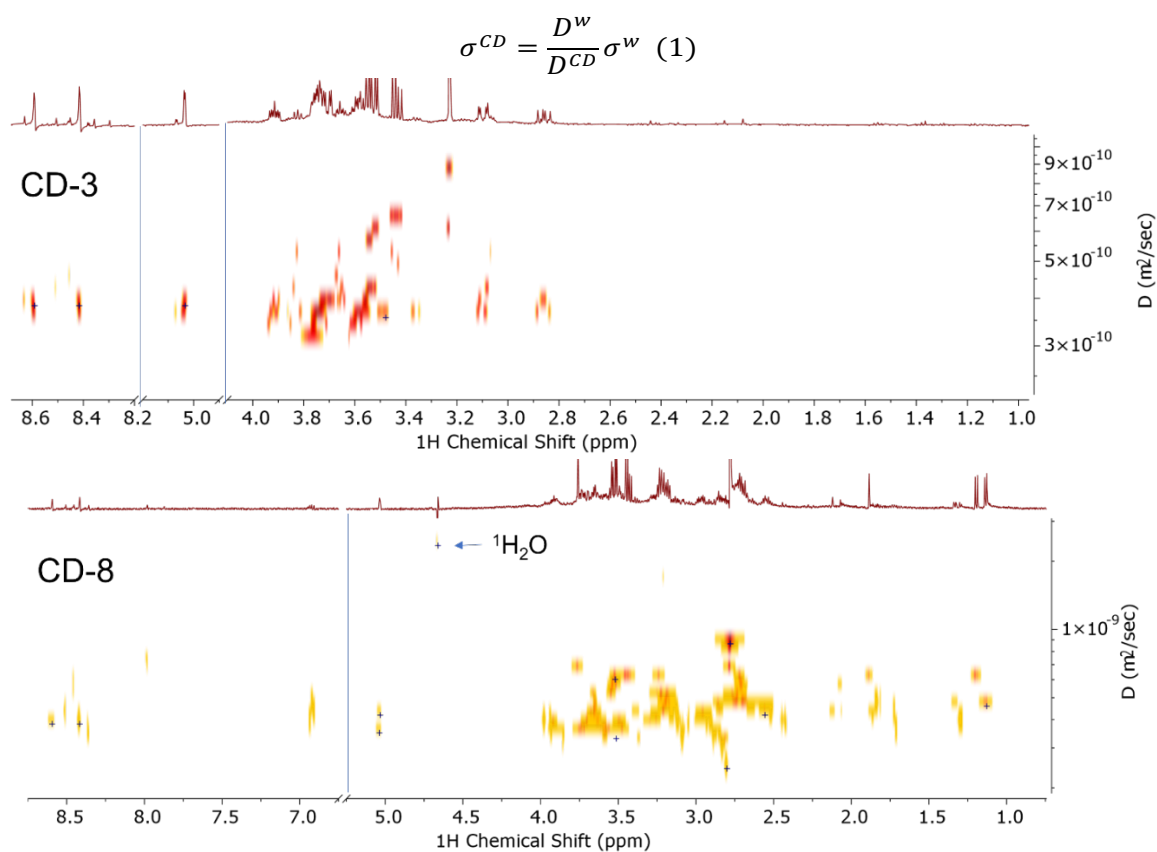 σ^{CD} = \frac{D^w}{D^{CD}} σ^w (1)
CD-3
9×10⁻¹⁰
7×10⁻¹⁰
5×10⁻¹⁰
3×10⁻¹⁰
D (m²/sec)
8.6 8.4 8.2 5.0 4.0 3.8 3.6 3.4 3.2 3.0 2.8 2.6 2.4 2.2 2.0 1.8 1.6 1.4 1.2 1.0
1H Chemical Shift (ppm)
CD-8
¹H₂O
1×10⁻⁹
D (m²/sec)
8.5 8.0 7.0 5.0 4.0 3.5 3.0 2.5 2.0 1.5 1.0
1H Chemical Shift (ppm)